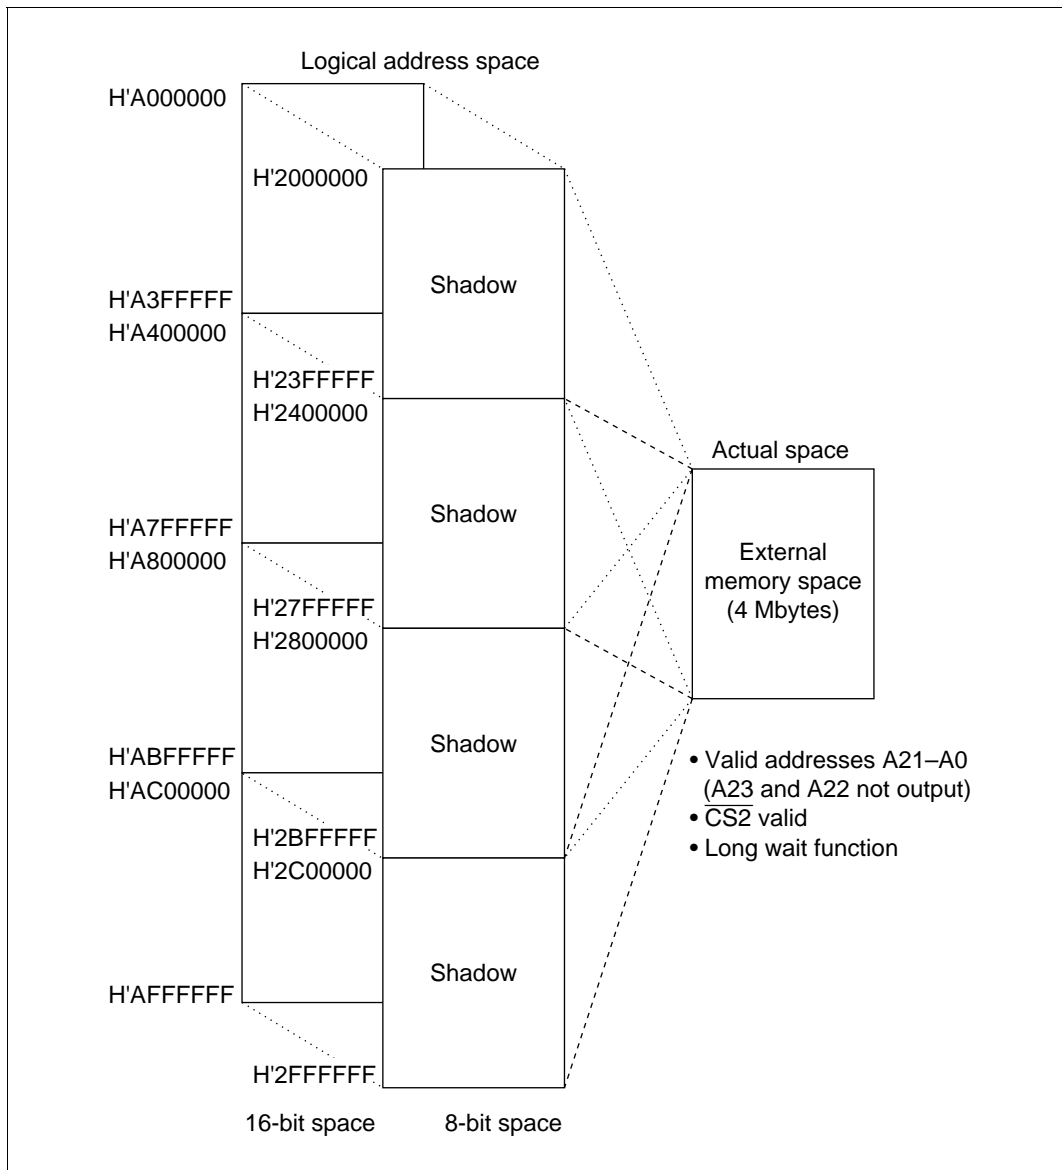 Logical address space
H'A000000
H'2000000
Shadow
H'A3FFFFF
H'A400000
H'23FFFFF
H'2400000
Actual space
Shadow
H'A7FFFFF
H'A800000
External
memory space
(4 Mbytes)
H'27FFFFF
H'2800000
Shadow
H'ABFFFFF
H'AC00000
• Valid addresses A21–A0
(A23 and A22 not output)
• C̅S̅2̅ valid
• Long wait function
H'2BFFFFF
H'2C00000
Shadow
H'AFFFFFF
H'2FFFFFF
16-bit space
8-bit space